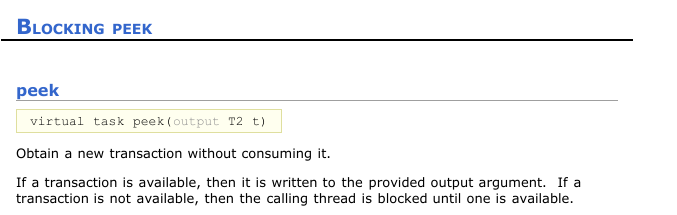 BLOCKING PEEK
peek
virtual task peek(output T2 t)
Obtain a new transaction without consuming it.
If a transaction is available, then it is written to the provided output argument.  If a
transaction is not available, then the calling thread is blocked until one is available.